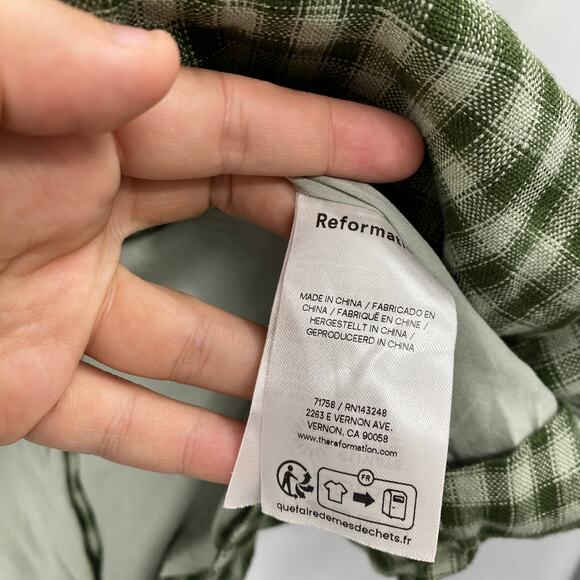 Reformati
MADE IN CHINA / FABRICADO EN
CHINA / FABRIQUÉ EN CHINE /
HERGESTELLT IN CHINA /
GEPRODUCEERD IN CHINA
71758 / RN143248
2263 E VERNON AVE.
VERNON, CA 90058
www.thereformation.com
FR
quefairedemesdechets.fr